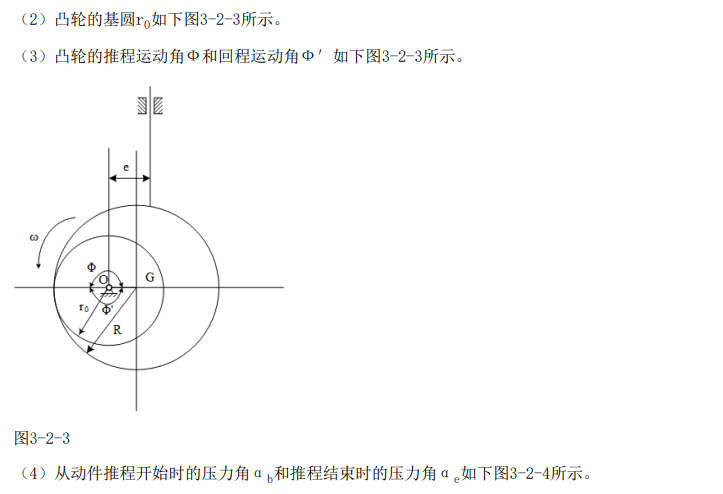 （2）凸轮的基圆r₀如下图3-2-3所示。
（3）凸轮的推程运动角Φ和回程运动角Φ′如下图3-2-3所示。
e
ω
Φ
O
G
r₀
Φ'
R
图3-2-3
（4）从动件推程开始时的压力角α_b和推程结束时的压力角α_e如下图3-2-4所示。